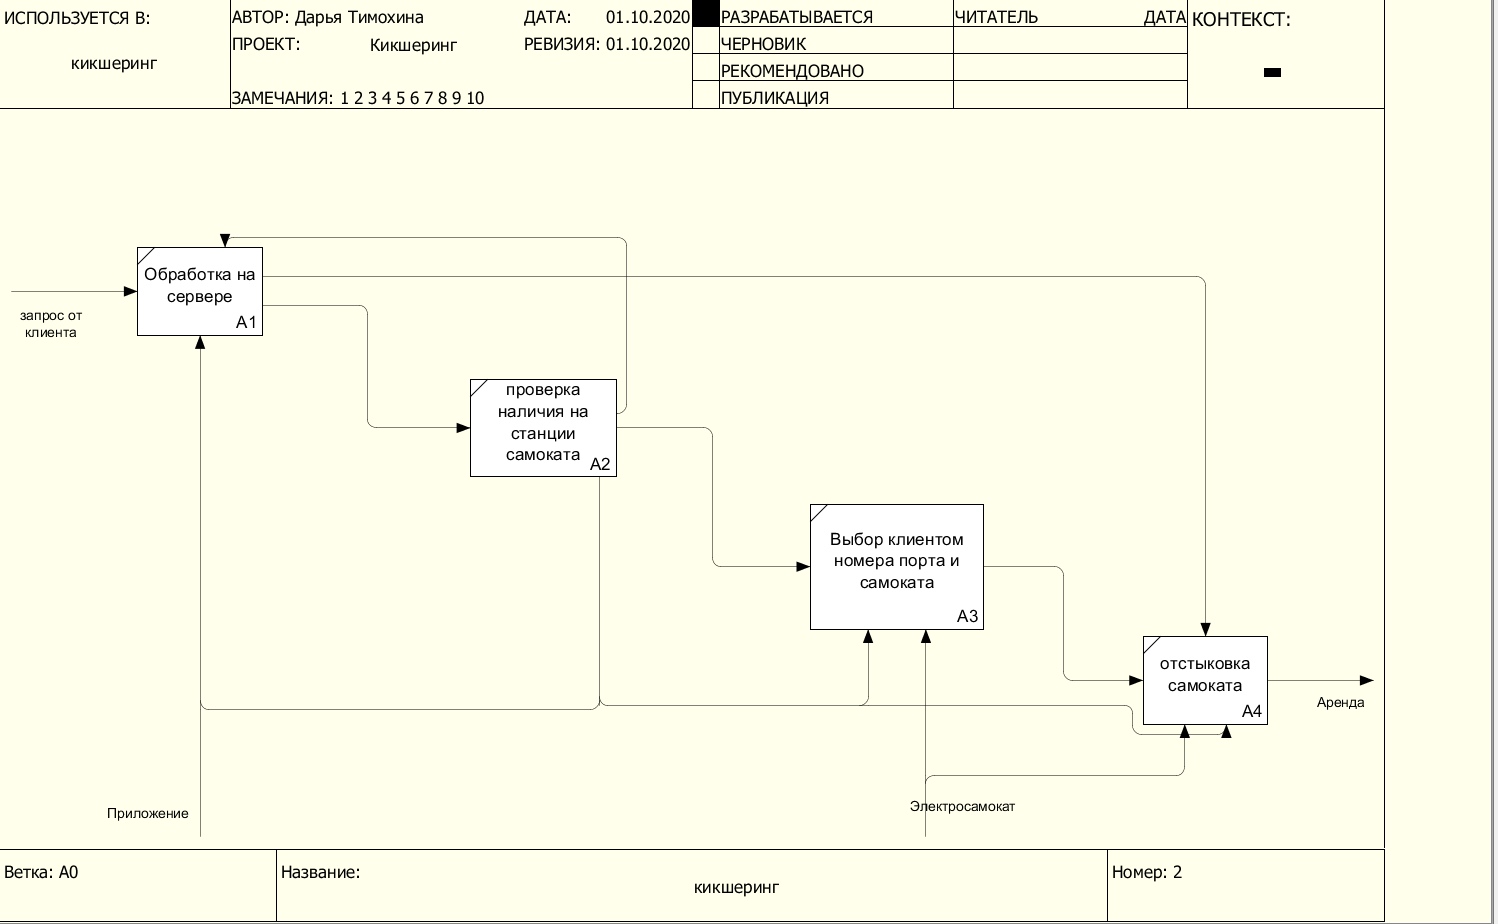 ИСПОЛЬЗУЕТСЯ В:
кикшеринг
АВТОР: Дарья Тимохина
ДАТА: 01.10.2020
ПРОЕКТ: Кикшеринг
РЕВИЗИЯ: 01.10.2020
ЗАМЕЧАНИЯ: 1 2 3 4 5 6 7 8 9 10
РАЗРАБАТЫВАЕТСЯ
ЧЕРНОВИК
РЕКОМЕНДОВАНО
ПУБЛИКАЦИЯ
ЧИТАТЕЛЬ
ДАТА
КОНТЕКСТ:
Обработка на
сервере
A1
запрос от
клиента
проверка
наличия на
станции
самоката
A2
Выбор клиентом
номера порта и
самоката
A3
отстыковка
самоката
A4
Аренда
Приложение
Электросамокат
Ветка: A0
Название:
кикшеринг
Номер: 2